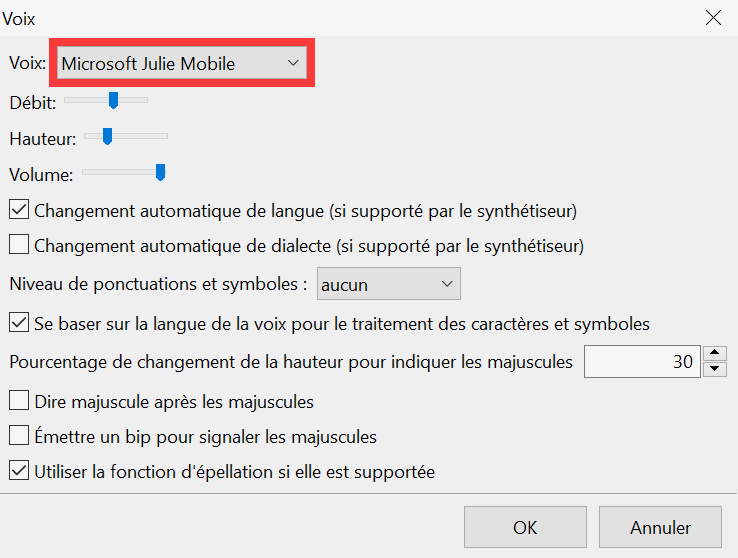 Voix
Voix: Microsoft Julie Mobile
Débit:
Hauteur:
Volume:
Changement automatique de langue (si supporté par le synthétiseur)
Changement automatique de dialecte (si supporté par le synthétiseur)
Niveau de ponctuations et symboles : aucun
Se baser sur la langue de la voix pour le traitement des caractères et symboles
Pourcentage de changement de la hauteur pour indiquer les majuscules 30
Dire majuscule après les majuscules
Émettre un bip pour signaler les majuscules
Utiliser la fonction d'épellation si elle est supportée
OK Annuler